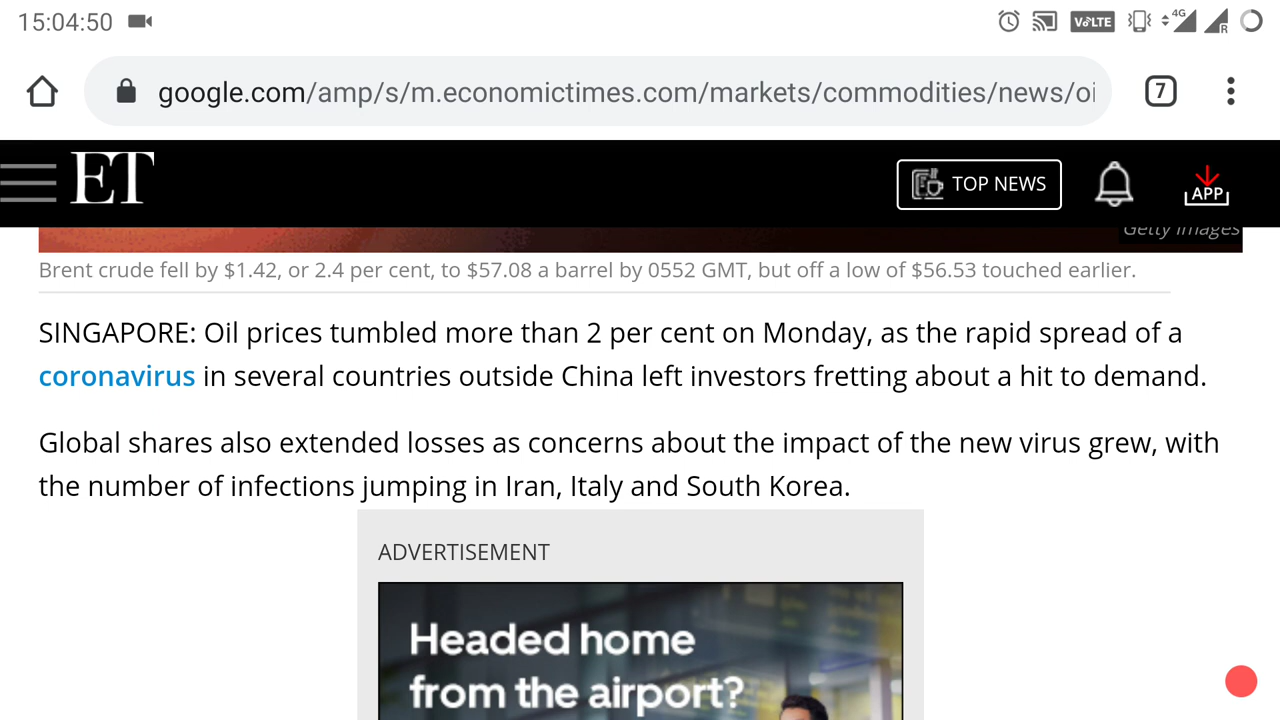 15:04:50
VoLTE 4G R
google.com/amp/s/m.economictimes.com/markets/commodities/news/oi
7
ET
TOP NEWS
APP
Getty Images
Brent crude fell by $1.42, or 2.4 per cent, to $57.08 a barrel by 0552 GMT, but off a low of $56.53 touched earlier.
SINGAPORE: Oil prices tumbled more than 2 per cent on Monday, as the rapid spread of a
coronavirus in several countries outside China left investors fretting about a hit to demand.
Global shares also extended losses as concerns about the impact of the new virus grew, with
the number of infections jumping in Iran, Italy and South Korea.
ADVERTISEMENT
Headed home
from the airport?